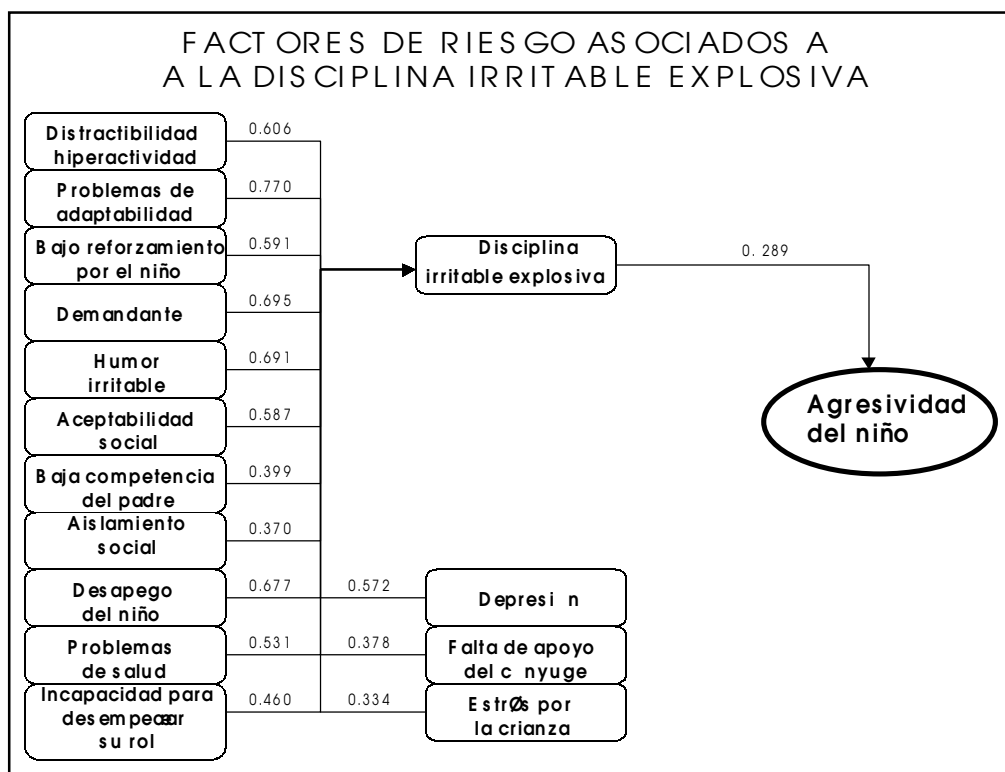 FACTORES DE RIESGO ASOCIADOS A
A LA DISCIPLINA IRRITABLE EXPLOSIVA
Distractibilidad
hiperactividad
0.606
Problemas de
adaptabilidad
0.770
Bajo reforzamiento
por el niño
0.591
Demandante
0.695
Humor
irritable
0.691
Aceptabilidad
social
0.587
Baja competencia
del padre
0.399
Aislamiento
social
0.370
Desapego
del niño
0.677
Problemas
de salud
0.531
Incapacidad para
su rol
0.460
0.572
Depresi n
0.378
Falta de apoyo
del c nyuge
0.334
EstrØs por
la crianza
Disciplina
irritable explosiva
0. 289
Agresividad
del niño